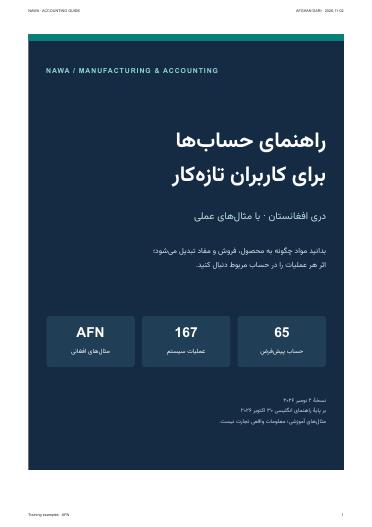 NAWA · ACCOUNTING GUIDE
AFGHAN DARI · 2026-11-02
NAWA / MANUFACTURING & ACCOUNTING
راهنمای حساب‌ها
برای کاربران تازه‌کار
دری افغانستان · با مثال‌های عملی
بدانید مواد چگونه به محصول، فروش و مفاد تبدیل می‌شود؛
اثر هر عملیات را در حساب مربوط دنبال کنید.
65
حساب پیش‌فرض
167
عملیات سیستم
AFN
مثال‌های افغانی
نسخهٔ ۲ نومبر ۲۰۲۶
بر پایهٔ راهنمای انگلیسی ۳۰ اکتوبر ۲۰۲۶
مثال‌های آموزشی؛ معلومات واقعی تجارت نیست.
Training examples · AFN
1